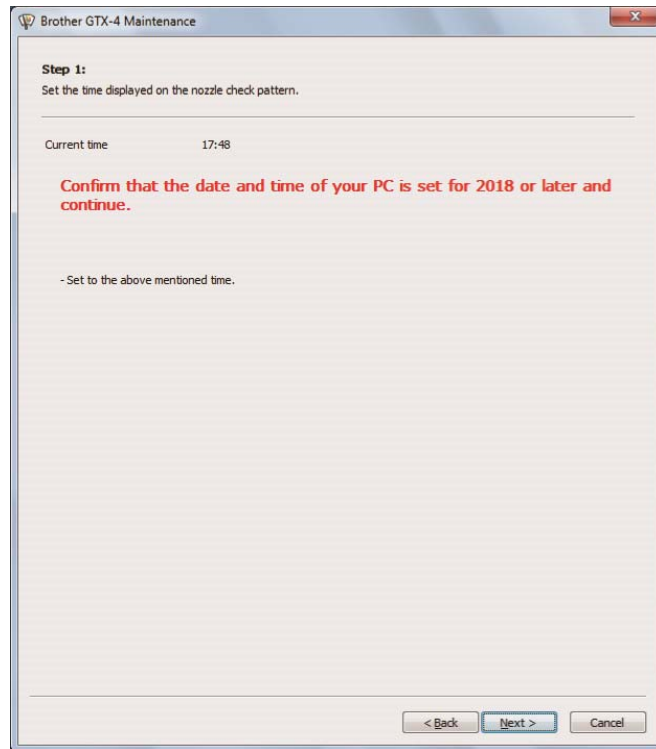 Brother GTX-4 Maintenance
Step 1:
Set the time displayed on the nozzle check pattern.
Current time 17:48
Confirm that the date and time of your PC is set for 2018 or later and
continue.
- Set to the above mentioned time.
< Back Next > Cancel